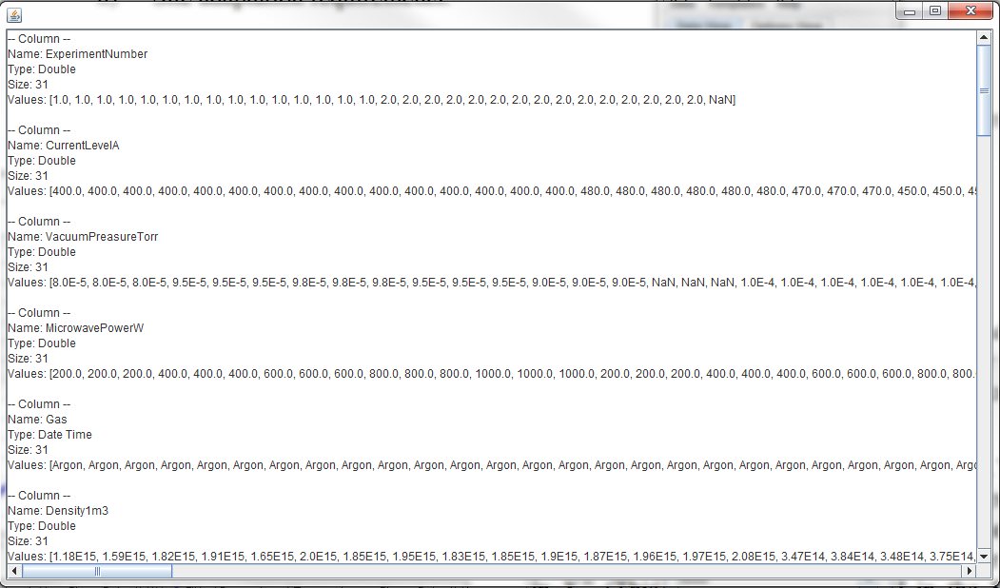 -- Column --
Name: ExperimentNumber
Type: Double
Size: 31
Values: [1.0, 1.0, 1.0, 1.0, 1.0, 1.0, 1.0, 1.0, 1.0, 1.0, 1.0, 1.0, 1.0, 1.0, 1.0, 2.0, 2.0, 2.0, 2.0, 2.0, 2.0, 2.0, 2.0, 2.0, 2.0, 2.0, 2.0, 2.0, 2.0, 2.0, NaN]
-- Column --
Name: CurrentLevelA
Type: Double
Size: 31
Values: [400.0, 400.0, 400.0, 400.0, 400.0, 400.0, 400.0, 400.0, 400.0, 400.0, 400.0, 400.0, 400.0, 400.0, 400.0, 480.0, 480.0, 480.0, 480.0, 480.0, 480.0, 470.0, 470.0, 470.0, 450.0, 450.0,
-- Column --
Name: VacuumPreasureTorr
Type: Double
Size: 31
Values: [8.0E-5, 8.0E-5, 8.0E-5, 9.5E-5, 9.5E-5, 9.5E-5, 9.8E-5, 9.8E-5, 9.8E-5, 9.5E-5, 9.5E-5, 9.5E-5, 9.0E-5, 9.0E-5, 9.0E-5, NaN, NaN, NaN, 1.0E-4, 1.0E-4, 1.0E-4, 1.0E-4, 1.0E-4, 1.0E-4,
-- Column --
Name: MicrowavePowerW
Type: Double
Size: 31
Values: [200.0, 200.0, 200.0, 400.0, 400.0, 400.0, 600.0, 600.0, 600.0, 800.0, 800.0, 800.0, 1000.0, 1000.0, 1000.0, 200.0, 200.0, 200.0, 400.0, 400.0, 400.0, 600.0, 600.0, 600.0, 800.0, 800.
-- Column --
Name: Gas
Type: Date Time
Size: 31
Values: [Argon, Argon, Argon, Argon, Argon, Argon, Argon, Argon, Argon, Argon, Argon, Argon, Argon, Argon, Argon, Argon, Argon, Argon, Argon, Argon, Argon, Argon, Argon, Argon, Argon, Argo
-- Column --
Name: Density1m3
Type: Double
Size: 31
Values: [1.18E15, 1.59E15, 1.82E15, 1.91E15, 1.65E15, 2.0E15, 1.85E15, 1.95E15, 1.83E15, 1.85E15, 1.9E15, 1.87E15, 1.96E15, 1.97E15, 2.08E15, 3.47E14, 3.84E14, 3.48E14, 3.75E14,